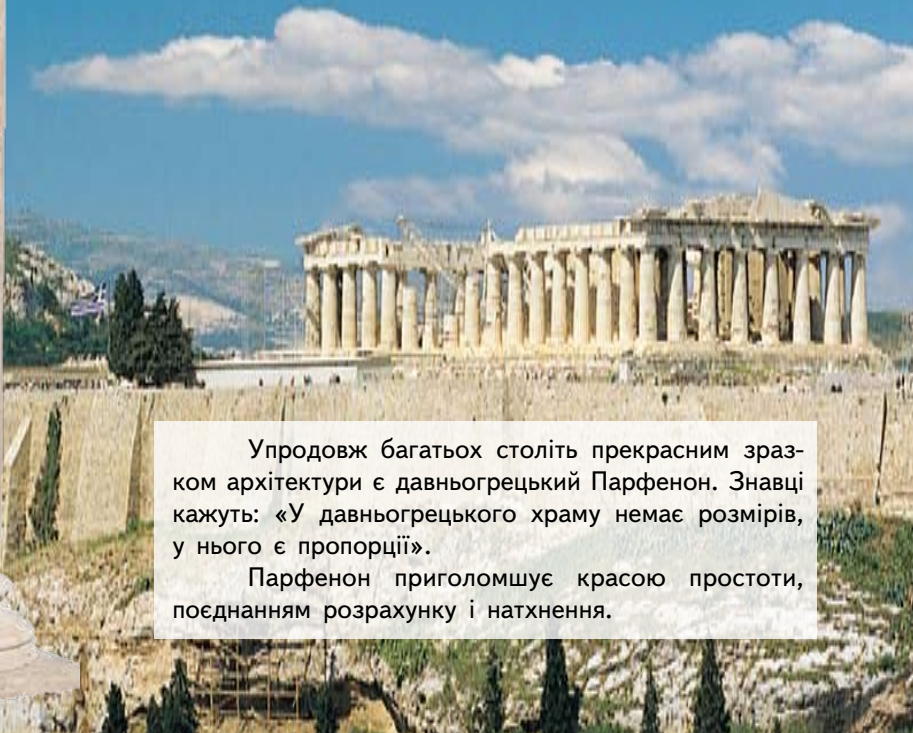 Упродовж багатьох століть прекрасним зраз-
ком архітектури є давньогрецький Парфенон. Знавці
кажуть: «У давньогрецького храму немає розмірів,
у нього є пропорції».
Парфенон приголомшує красою простоти,
поєднанням розрахунку і натхнення.